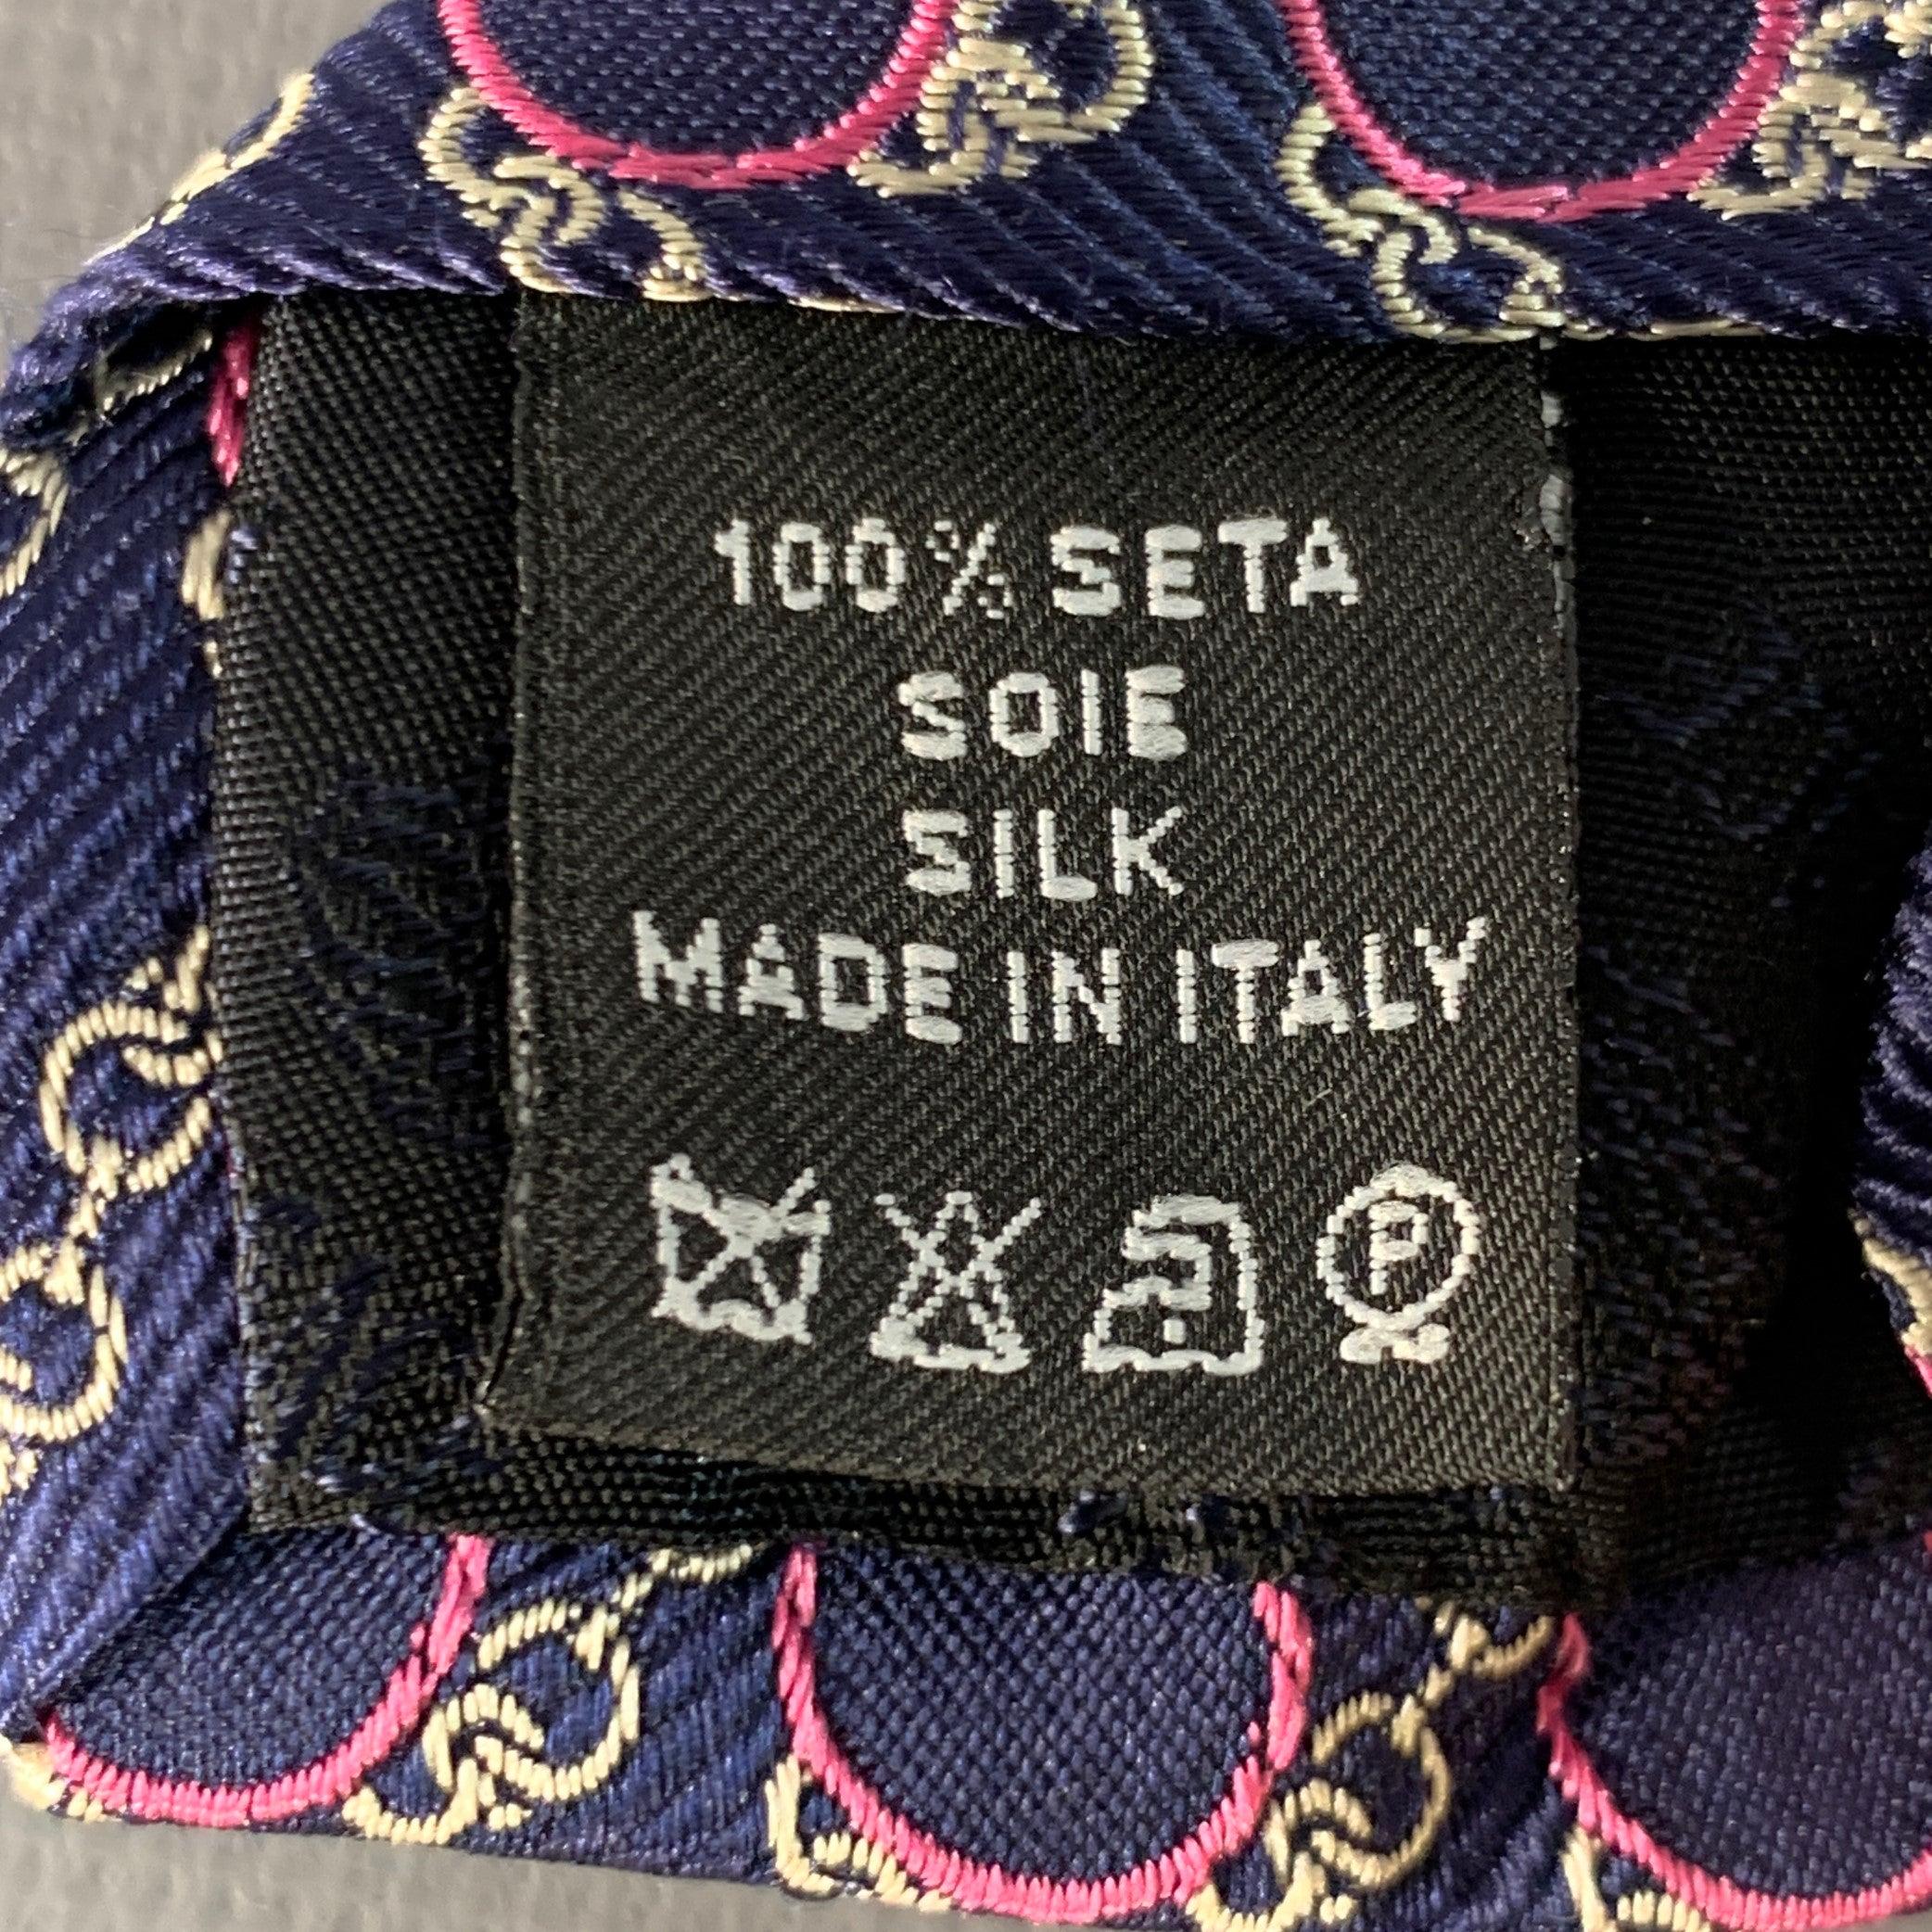 100% SETA
SOIE
SILK
MADE IN ITALY
P